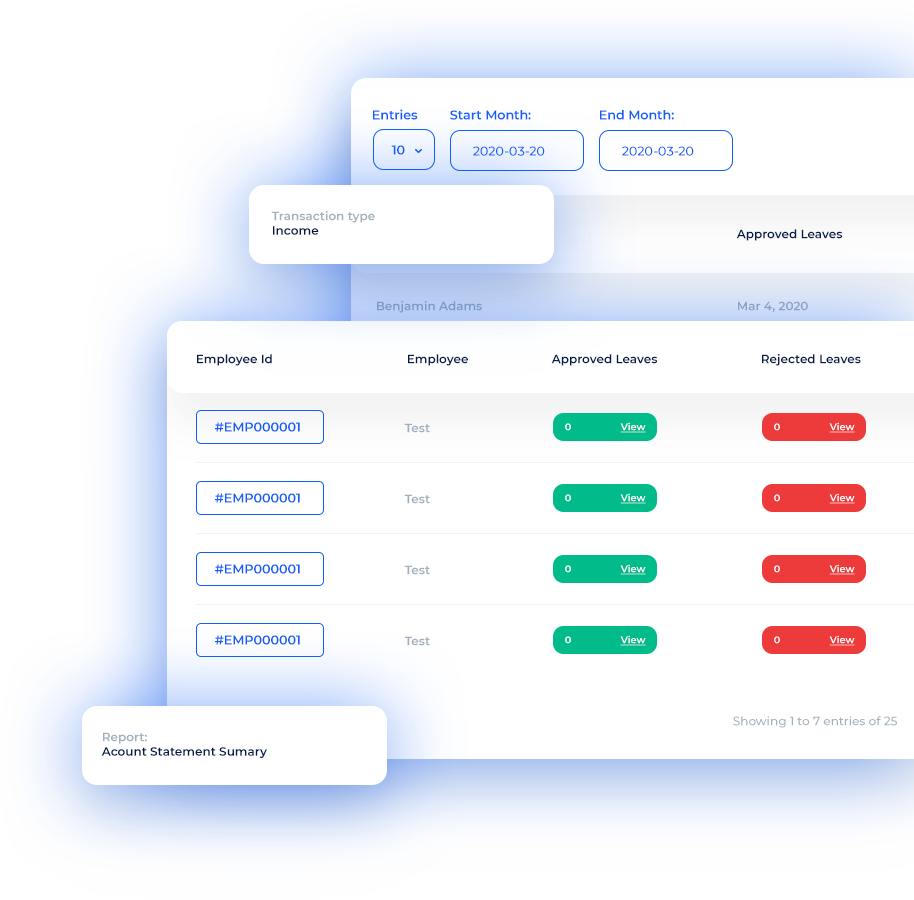 Entries Start Month: End Month:
10 2020-03-20 2020-03-20
Transaction type
Income
Approved Leaves
Benjamin Adams Mar 4, 2020
Employee Id Employee Approved Leaves Rejected Leaves
#EMP000001 Test 0 View 0 View
#EMP000001 Test 0 View 0 View
#EMP000001 Test 0 View 0 View
#EMP000001 Test 0 View 0 View
Showing 1 to 7 entries of 25
Report:
Acount Statement Sumary